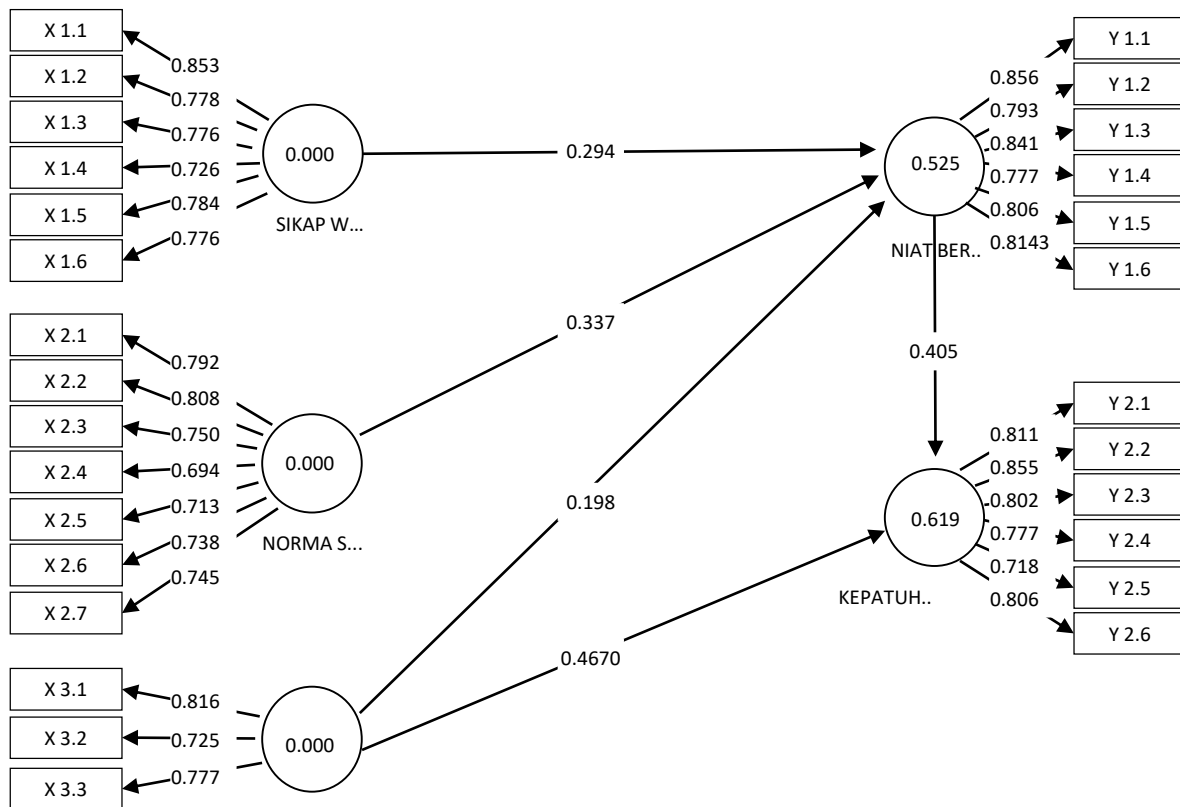 X 1.1
X 1.2
X 1.3
X 1.4
X 1.5
X 1.6
0.853
0.778
0.776
0.726
0.784
0.776
0.000
SIKAP W...
X 2.1
X 2.2
X 2.3
X 2.4
X 2.5
X 2.6
X 2.7
0.792
0.808
0.750
0.694
0.713
0.738
0.745
0.000
NORMA S...
X 3.1
X 3.2
X 3.3
0.816
0.725
0.777
0.000
0.294
0.337
0.198
0.4670
0.405
0.525
NIAT BER..
0.856
0.793
0.841
0.777
0.806
0.8143
Y 1.1
Y 1.2
Y 1.3
Y 1.4
Y 1.5
Y 1.6
0.619
KEPATUH..
0.811
0.855
0.802
0.777
0.718
0.806
Y 2.1
Y 2.2
Y 2.3
Y 2.4
Y 2.5
Y 2.6